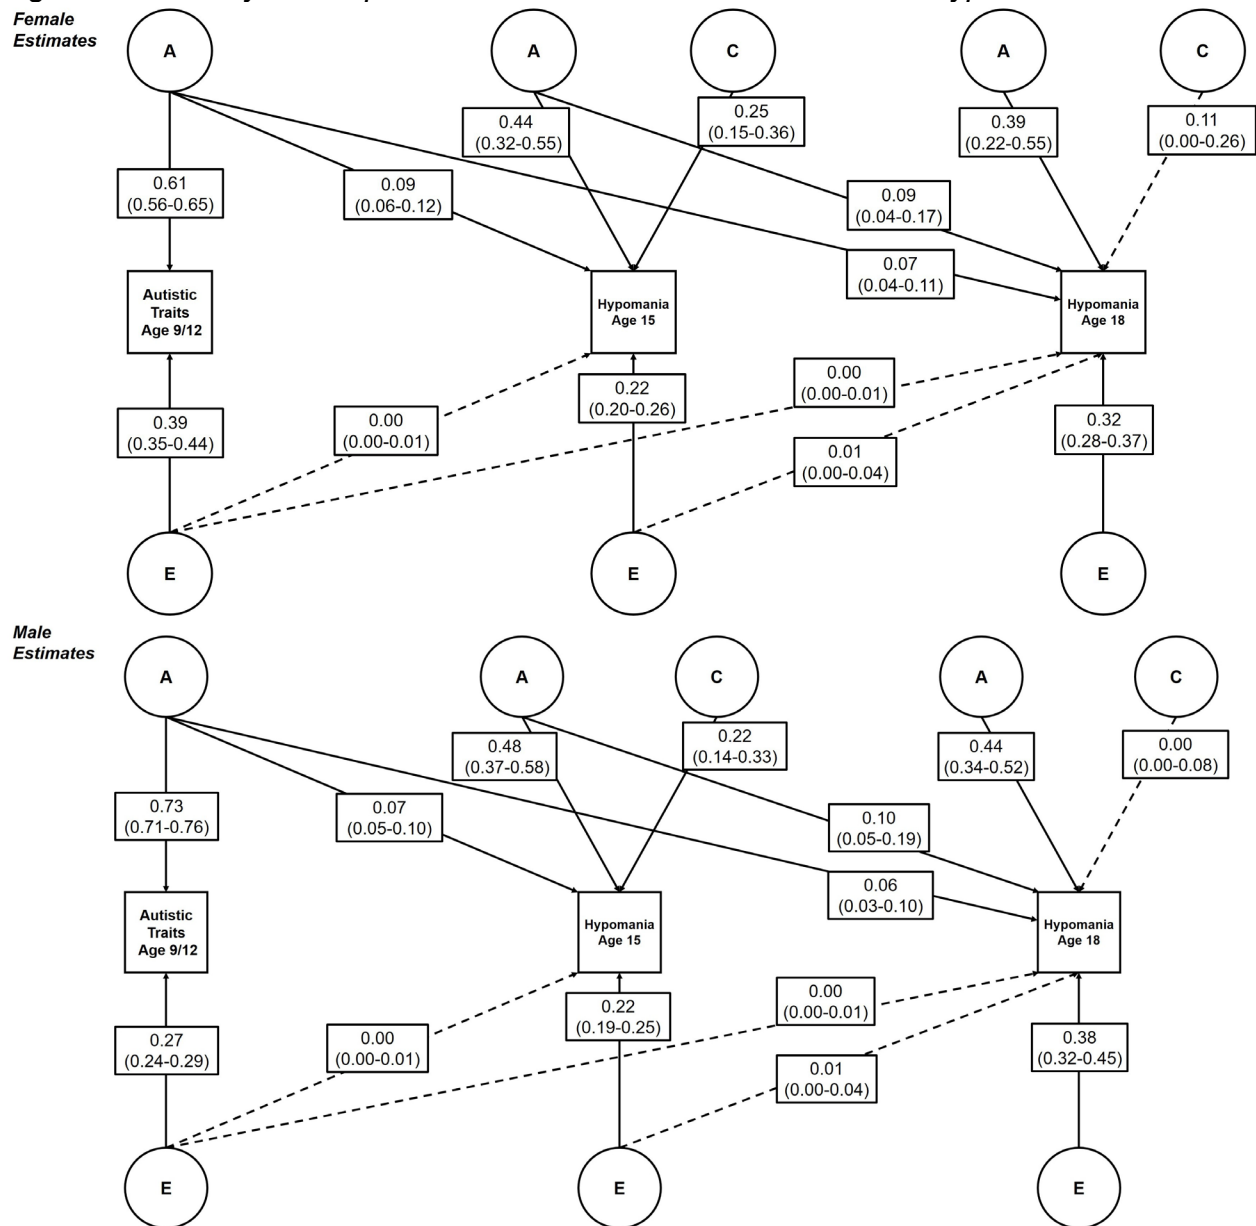 Female
Estimates
A
A
C
A
C
0.44
(0.32-0.55)
0.25
(0.15-0.36)
0.39
(0.22-0.55)
0.11
(0.00-0.26)
0.61
(0.56-0.65)
0.09
(0.06-0.12)
0.09
(0.04-0.17)
0.07
(0.04-0.11)
Autistic
Traits
Age 9/12
Hypomania
Age 15
Hypomania
Age 18
0.39
(0.35-0.44)
0.00
(0.00-0.01)
0.22
(0.20-0.26)
0.00
(0.00-0.01)
0.01
(0.00-0.04)
0.32
(0.28-0.37)
E
E
E
Male
Estimates
A
A
C
A
C
0.48
(0.37-0.58)
0.22
(0.14-0.33)
0.44
(0.34-0.52)
0.00
(0.00-0.08)
0.73
(0.71-0.76)
0.07
(0.05-0.10)
0.10
(0.05-0.19)
0.06
(0.03-0.10)
Autistic
Traits
Age 9/12
Hypomania
Age 15
Hypomania
Age 18
0.27
(0.24-0.29)
0.00
(0.00-0.01)
0.22
(0.19-0.25)
0.00
(0.00-0.01)
0.01
(0.00-0.04)
0.38
(0.32-0.45)
E
E
E